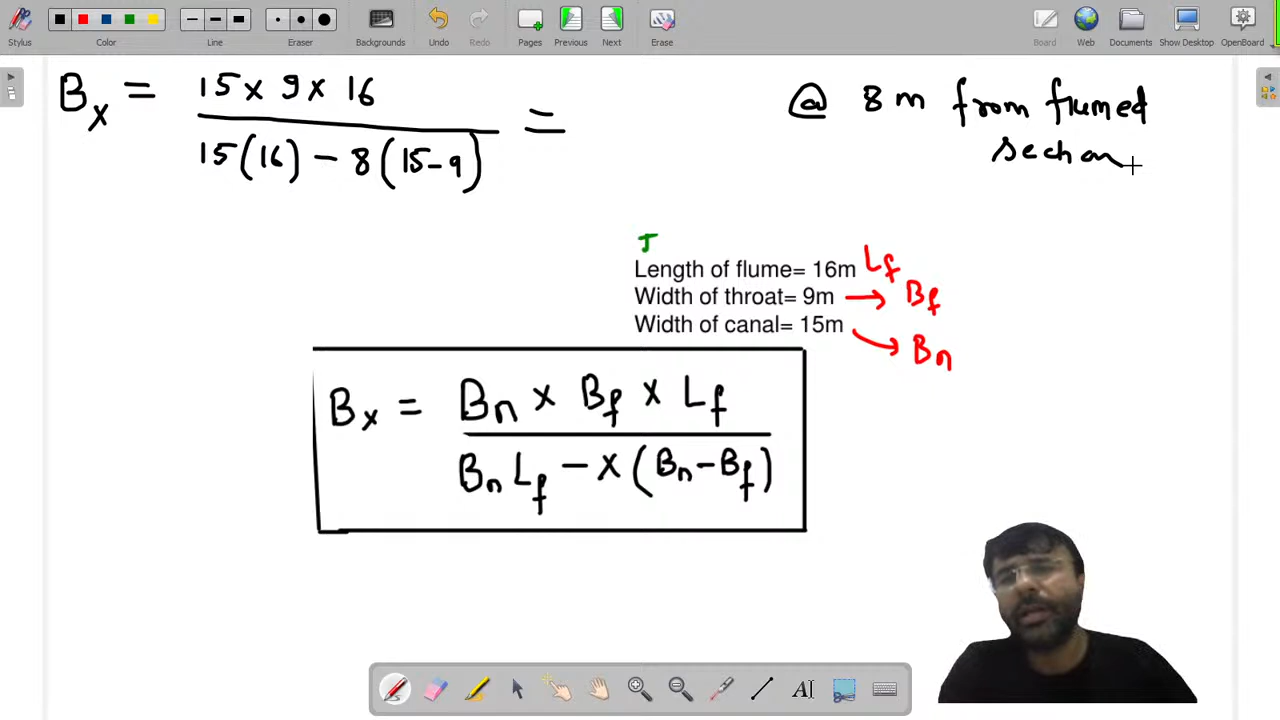 Stylus
Color
Line
Eraser
Backgrounds
Undo
Redo
Pages
Previous
Next
Erase
Board
Web
Documents
Show Desktop
OpenBoard
Bx = 15 x 9 x 16 / 15(16) - 8(15-9) =
@ 8 m from flumed
section
Length of flume= 16m Lf
Width of throat= 9m → Bf
Width of canal= 15m → Bn
Bx = Bn x Bf x Lf / BnLf - x(Bn-Bf)